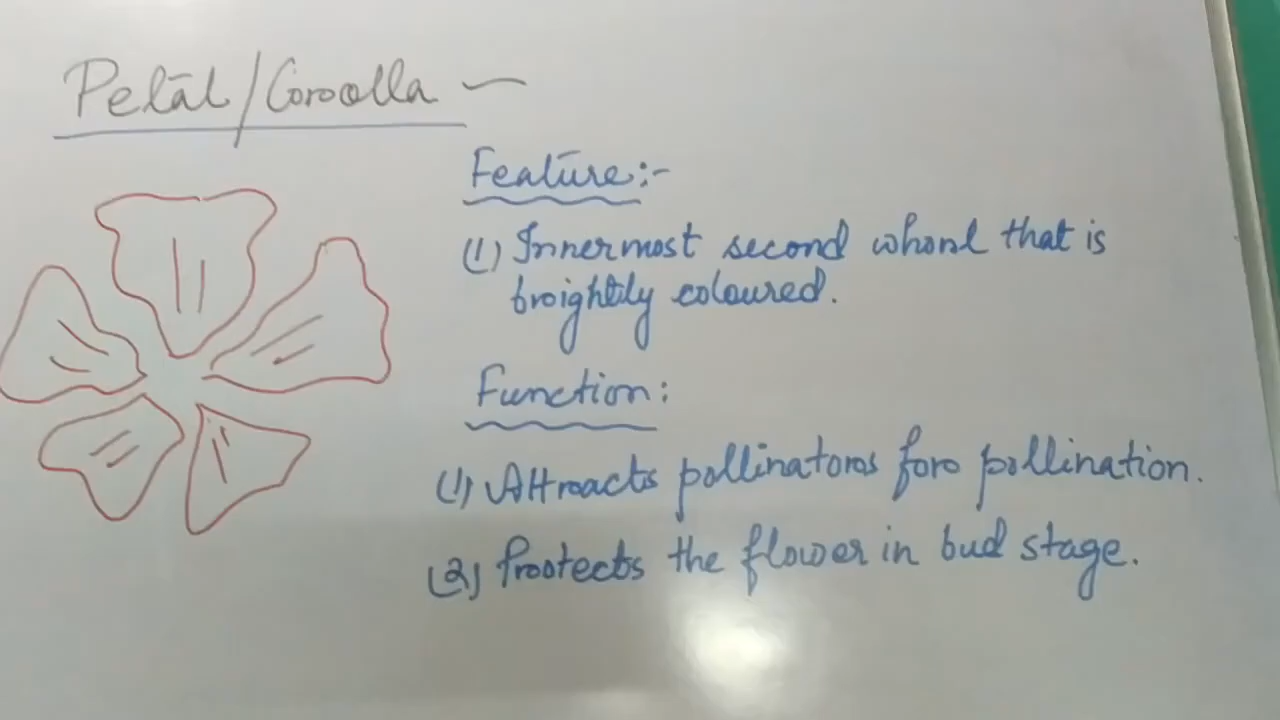 Petal/Corolla —
Feature:-
(1) Innermost second whorl that is
brightly coloured.
Function:
(1) Attracts pollinators for pollination.
(2) Protects the flower in bud stage.